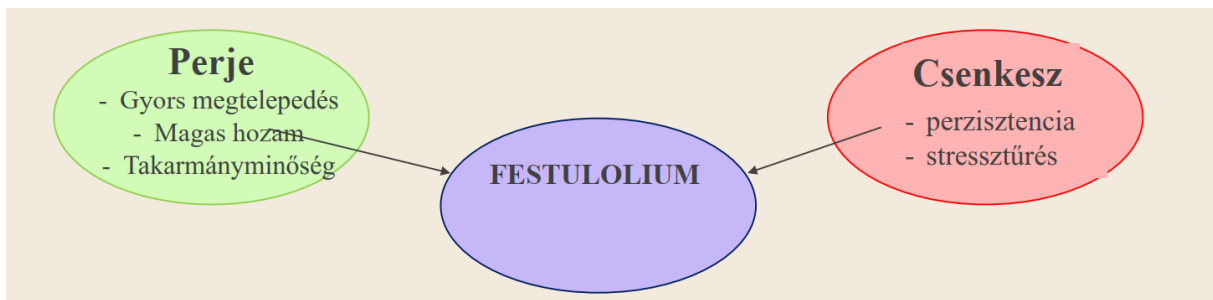 Perje
- Gyors megtelepedés
- Magas hozam
- Takarmányminőség
FESTULOLIUM
Csenkesz
- perzisztencia
- stressztűrés